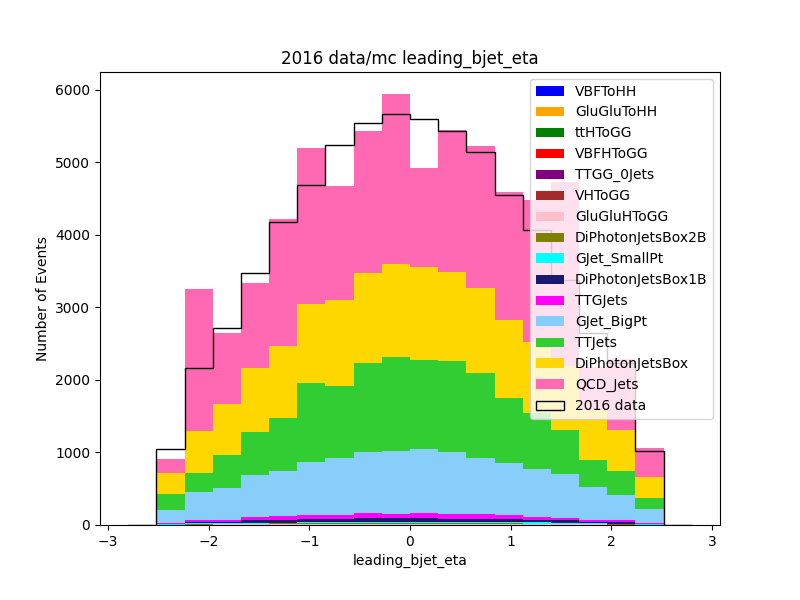 2016 data/mc leading_bjet_eta
Number of Events
6000
5000
4000
3000
2000
1000
0
−3
−2
−1
0
1
2
3
leading_bjet_eta
VBFToHH
GluGluToHH
ttHToGG
VBFHToGG
TTGG_0Jets
VHToGG
GluGluHToGG
DiPhotonJetsBox2B
GJet_SmallPt
DiPhotonJetsBox1B
TTGJets
GJet_BigPt
TTJets
DiPhotonJetsBox
QCD_Jets
2016 data